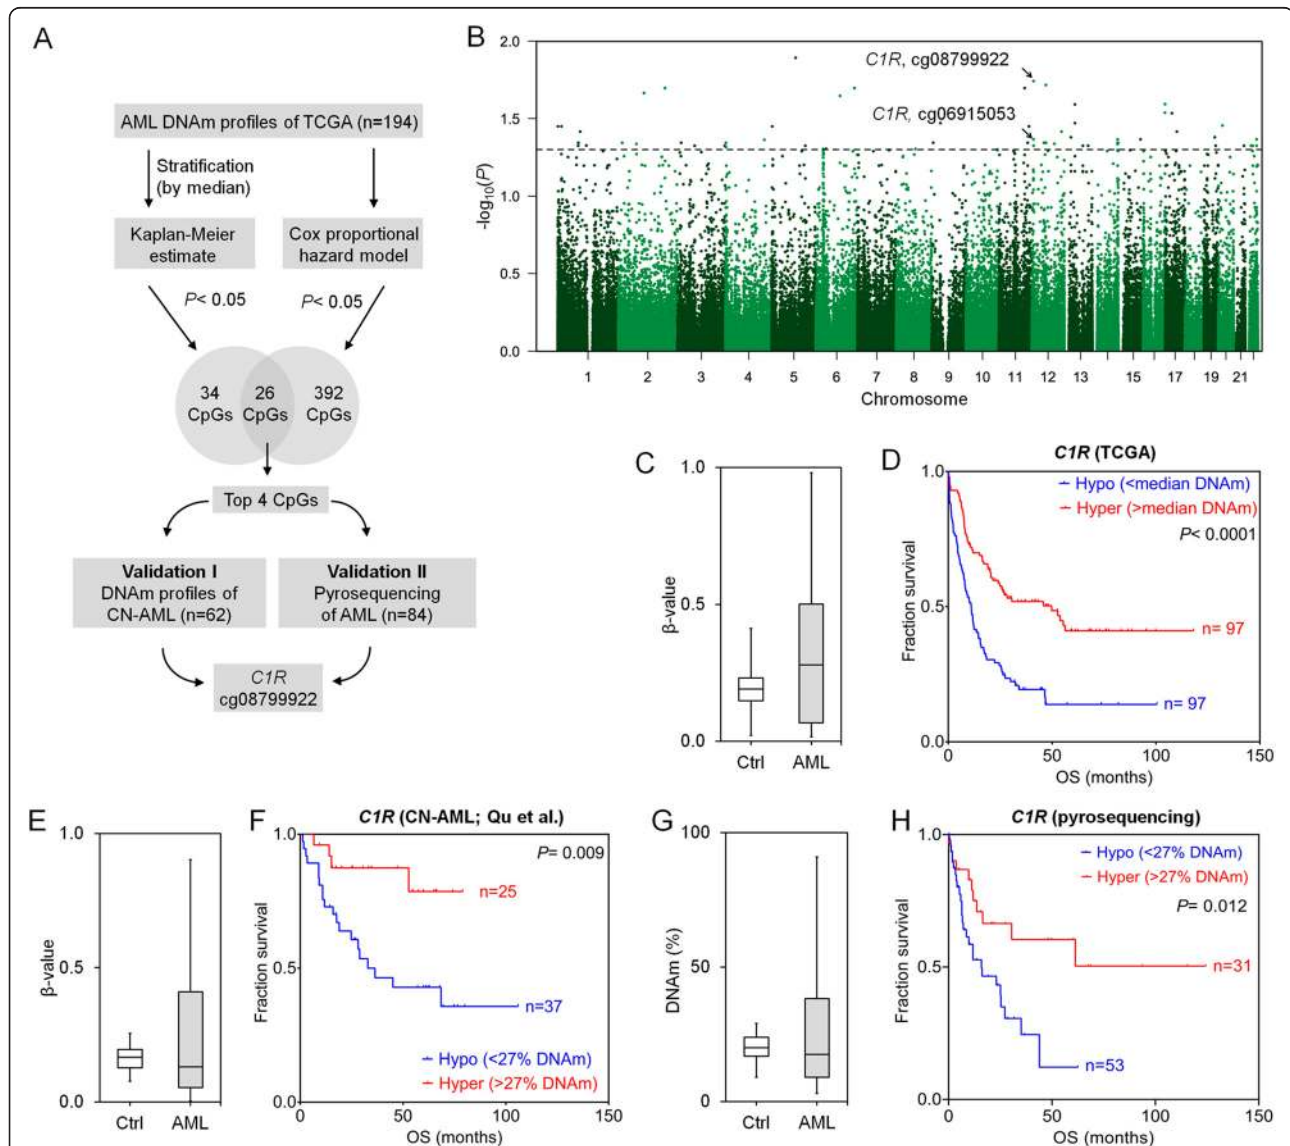 A
AML DNAm profiles of TCGA (n=194)
Stratification
(by median)
Kaplan-Meier
estimate
Cox proportional
hazard model
P< 0.05
P< 0.05
34
CpGs
26
CpGs
392
CpGs
Top 4 CpGs
Validation I
DNAm profiles of
CN-AML (n=62)
Validation II
Pyrosequencing
of AML (n=84)
C1R
cg08799922
B
2.0
1.5
1.0
0.5
0.0
-log10(P)
C1R, cg08799922
C1R, cg06915053
1 2 3 4 5 6 7 8 9 10 11 12 13 15 17 19 21
Chromosome
C
1.0
0.5
0.0
β-value
Ctrl AML
D
C1R (TCGA)
1.0
0.5
0.0
Fraction survival
Hypo (<median DNAm)
Hyper (>median DNAm)
P< 0.0001
n= 97
n= 97
0 50 100 150
OS (months)
E
1.0
0.5
0.0
β-value
Ctrl AML
F
C1R (CN-AML; Qu et al.)
1.0
0.5
0.0
Fraction survival
P= 0.009
n=25
n=37
Hypo (<27% DNAm)
Hyper (>27% DNAm)
0 50 100 150
OS (months)
G
100
50
0
DNAm (%)
Ctrl AML
H
C1R (pyrosequencing)
1.0
0.5
0.0
Fraction survival
Hypo (<27% DNAm)
Hyper (>27% DNAm)
P= 0.012
n=31
n=53
0 50 100 150
OS (months)